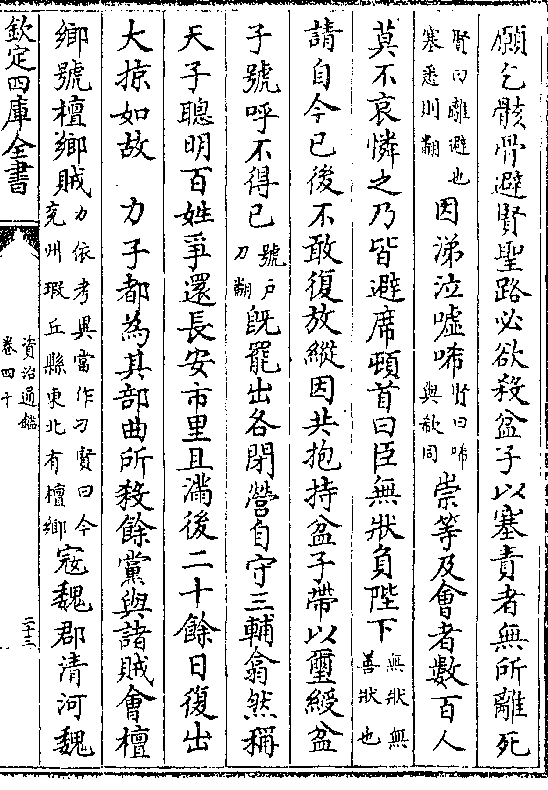 願乞骸骨避賢聖路必欲殺盆子以塞責者無所離死
賢曰離避也
塞悉則翻
因涕泣噓唏
賢曰唏
與欷同
崇等及會者數百人
莫不哀憐之乃皆避席頓首曰臣無狀負陛下
無狀無
善狀也
請自今已後不敢復放縱因共抱持盆子帶以璽綬盆
子號呼不得已
號戶
刀翻
既罷出各閉營自守三輔翕然稱
天子聰明百姓爭還長安市里且滿後二十餘日復出
大掠如故 力子都為其部曲所殺餘黨與諸賊會檀
鄉號檀鄉賊
力依考異當作刁賢曰今
兗州瑕丘縣東北有檀鄉
寇魏郡清河魏
欽定四庫全書
資治通鑑
卷四十
二十三